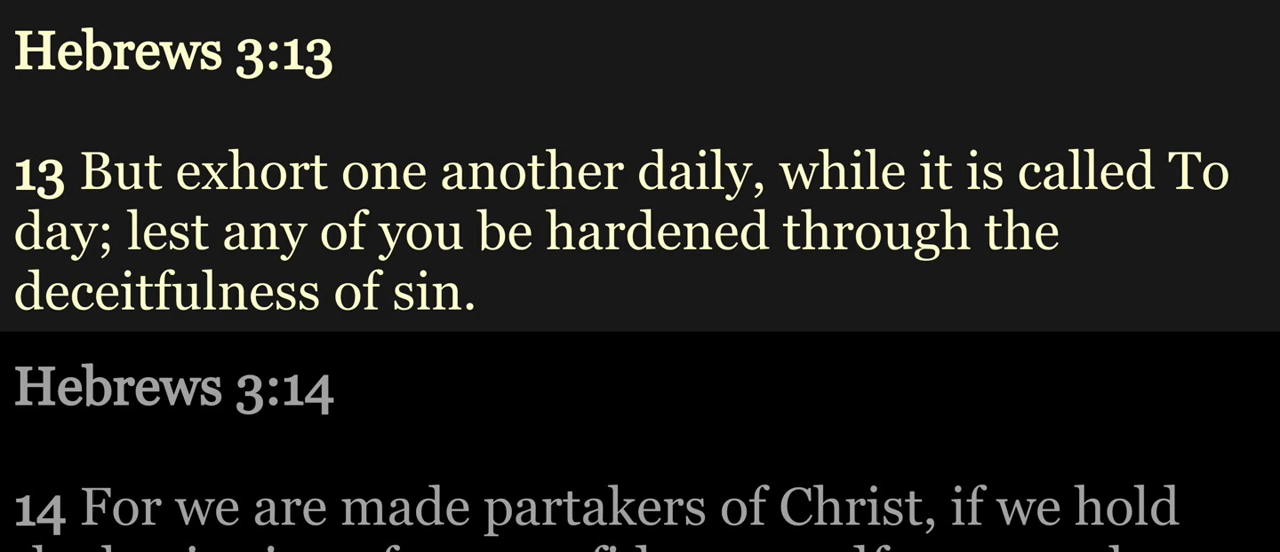 Hebrews 3:13
13 But exhort one another daily, while it is called To
day; lest any of you be hardened through the
deceitfulness of sin.
Hebrews 3:14
14 For we are made partakers of Christ, if we hold